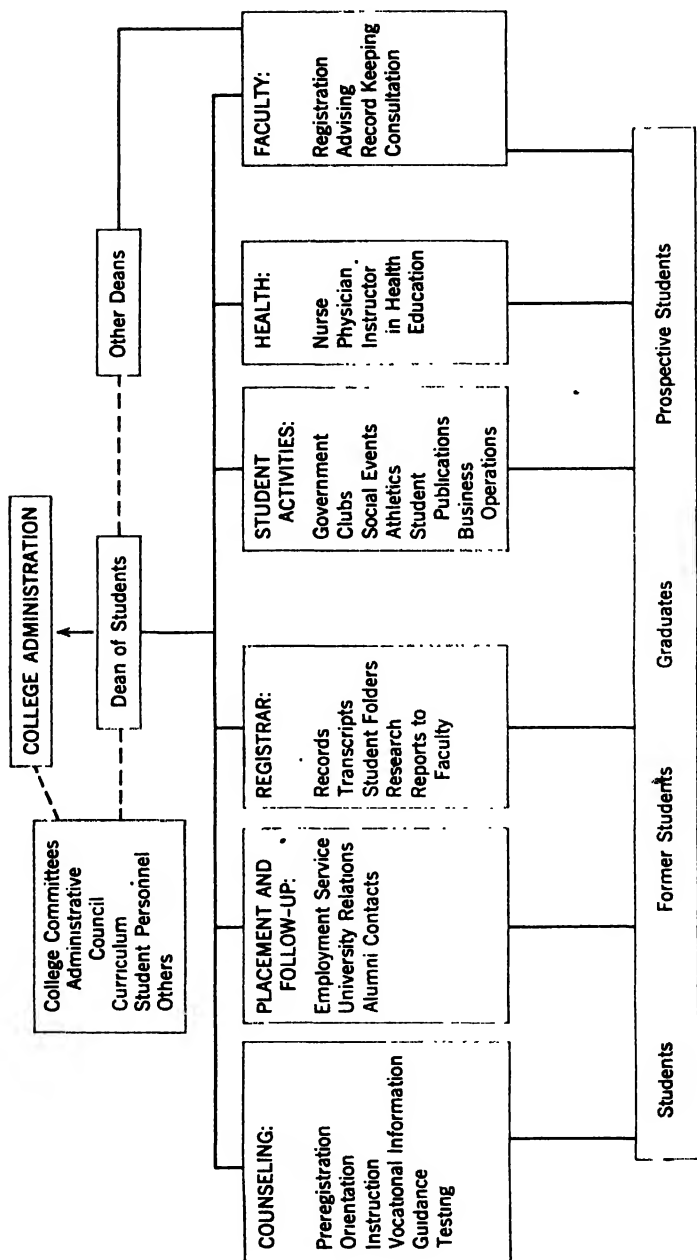 COLLEGE ADMINISTRATION
College Committees
Administrative
Council
Curriculum
Student Personnel
Others
Dean of Students
Other Deans
COUNSELING:
Preregistration
Orientation
Instruction
Vocational Information
Guidance
Testing
PLACEMENT AND
FOLLOW-UP:
Employment Service
University Relations
Alumni Contacts
REGISTRAR:
Records
Transcripts
Student Folders
Research
Reports to
Faculty
STUDENT
ACTIVITIES:
Government
Clubs
Social Events
Athletics
Student
Publications
Business
Operations
HEALTH:
Nurse
Physician
Instructor
in Health
Education
FACULTY:
Registration
Advising
Record Keeping
Consultation
Students
Former Students
Graduates
Prospective Students